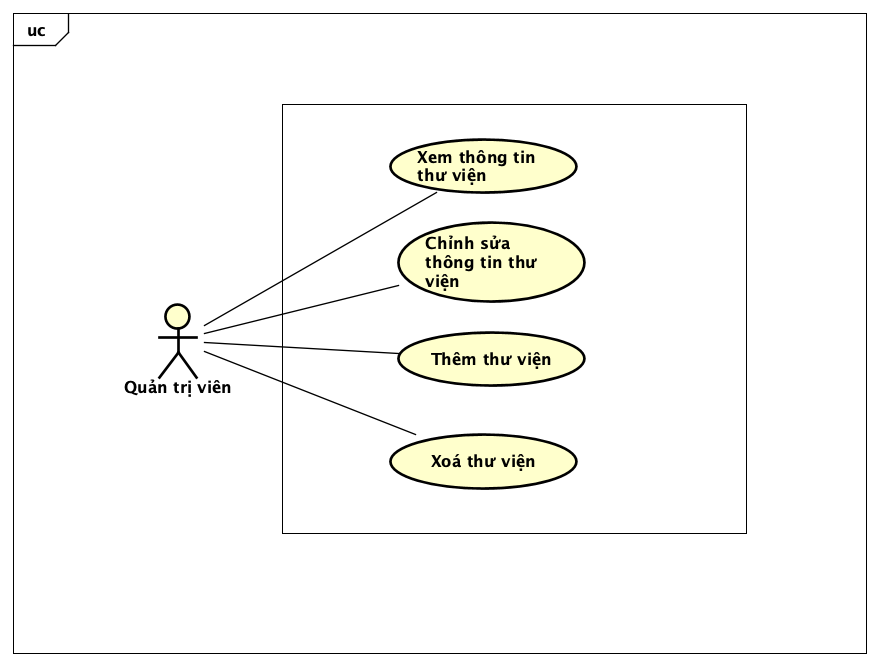 uc
Xem thông tin
thư viện
Chỉnh sửa
thông tin thư
viện
Quản trị viên
Thêm thư viện
Xoá thư viện